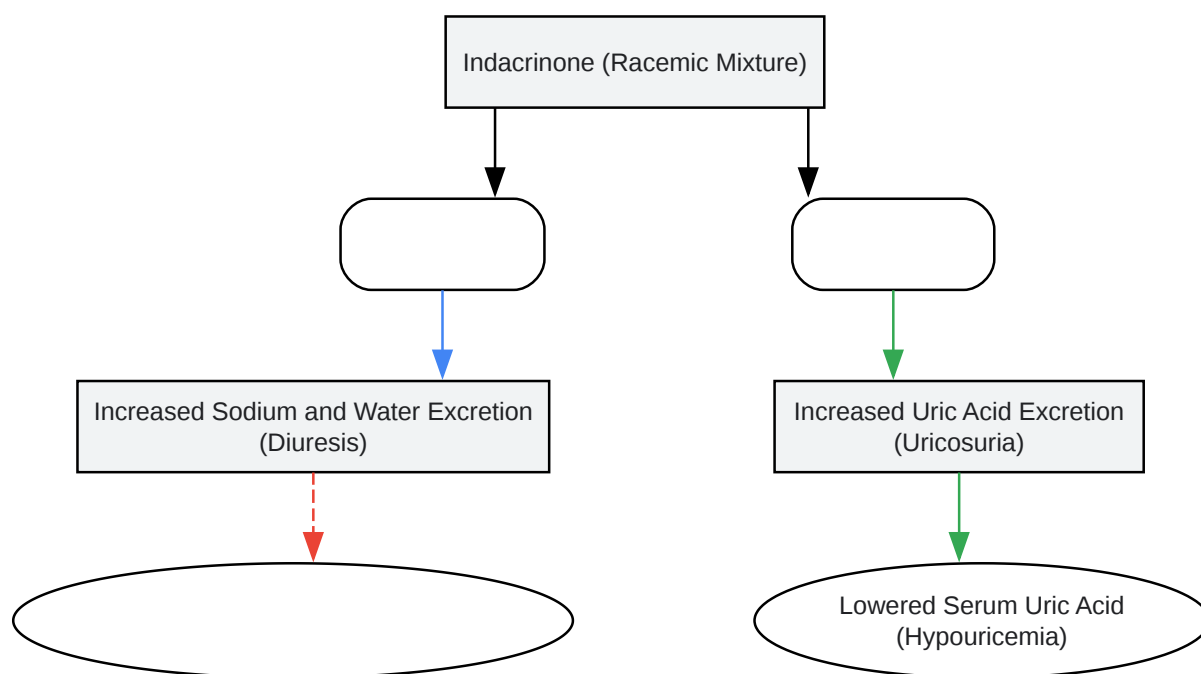 Indacrinone (Racemic Mixture)
Increased Sodium and Water Excretion
(Diuresis)
Increased Uric Acid Excretion
(Uricosuria)
Lowered Serum Uric Acid
(Hypouricemia)